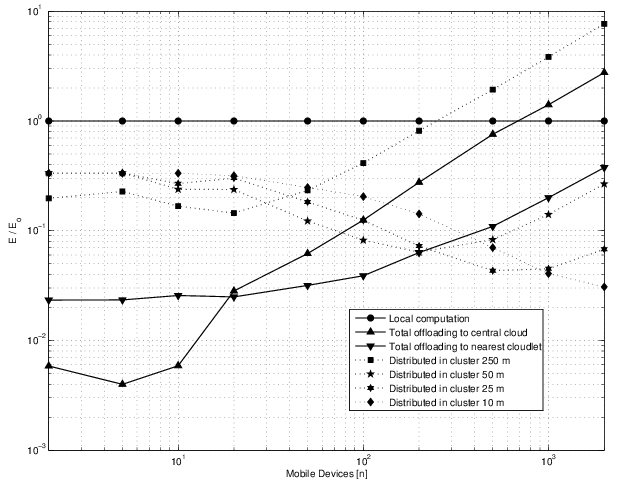 10^1
10^0
10^-1
10^-2
10^-3
E / E_o
10^1
10^2
10^3
Mobile Devices [n]
Local computation
Total offloading to central cloud
Total offloading to nearest cloudlet
Distributed in cluster 250 m
Distributed in cluster 50 m
Distributed in cluster 25 m
Distributed in cluster 10 m